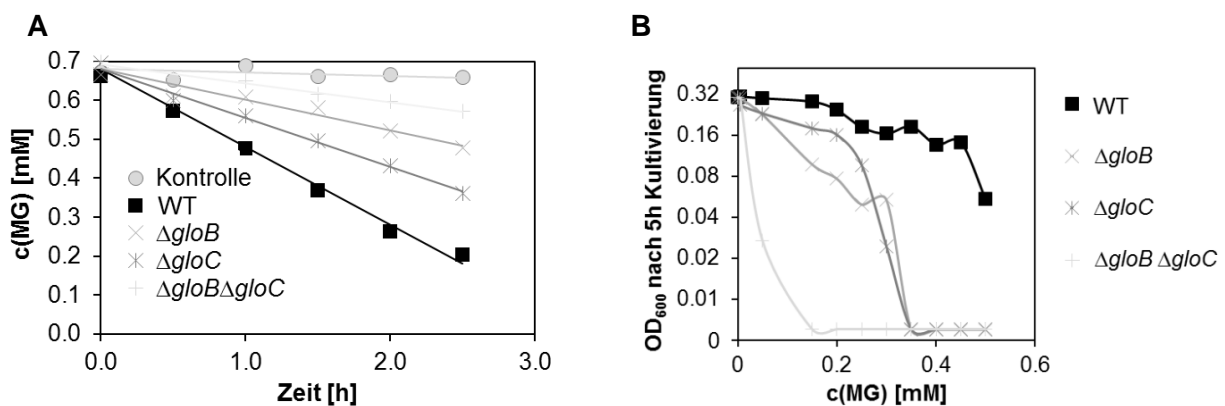 A
0.7
0.6
0.5
0.4
0.3
0.2
0.1
0.0
c(MG) [mM]
Kontrolle
WT
ΔgloB
ΔgloC
ΔgloBΔgloC
0.0
1.0
2.0
3.0
Zeit [h]
B
0.32
0.16
0.08
0.04
0.02
0.01
0
OD600 nach 5h Kultivierung
0
0.2
0.4
0.6
c(MG) [mM]
WT
ΔgloB
ΔgloC
ΔgloB ΔgloC